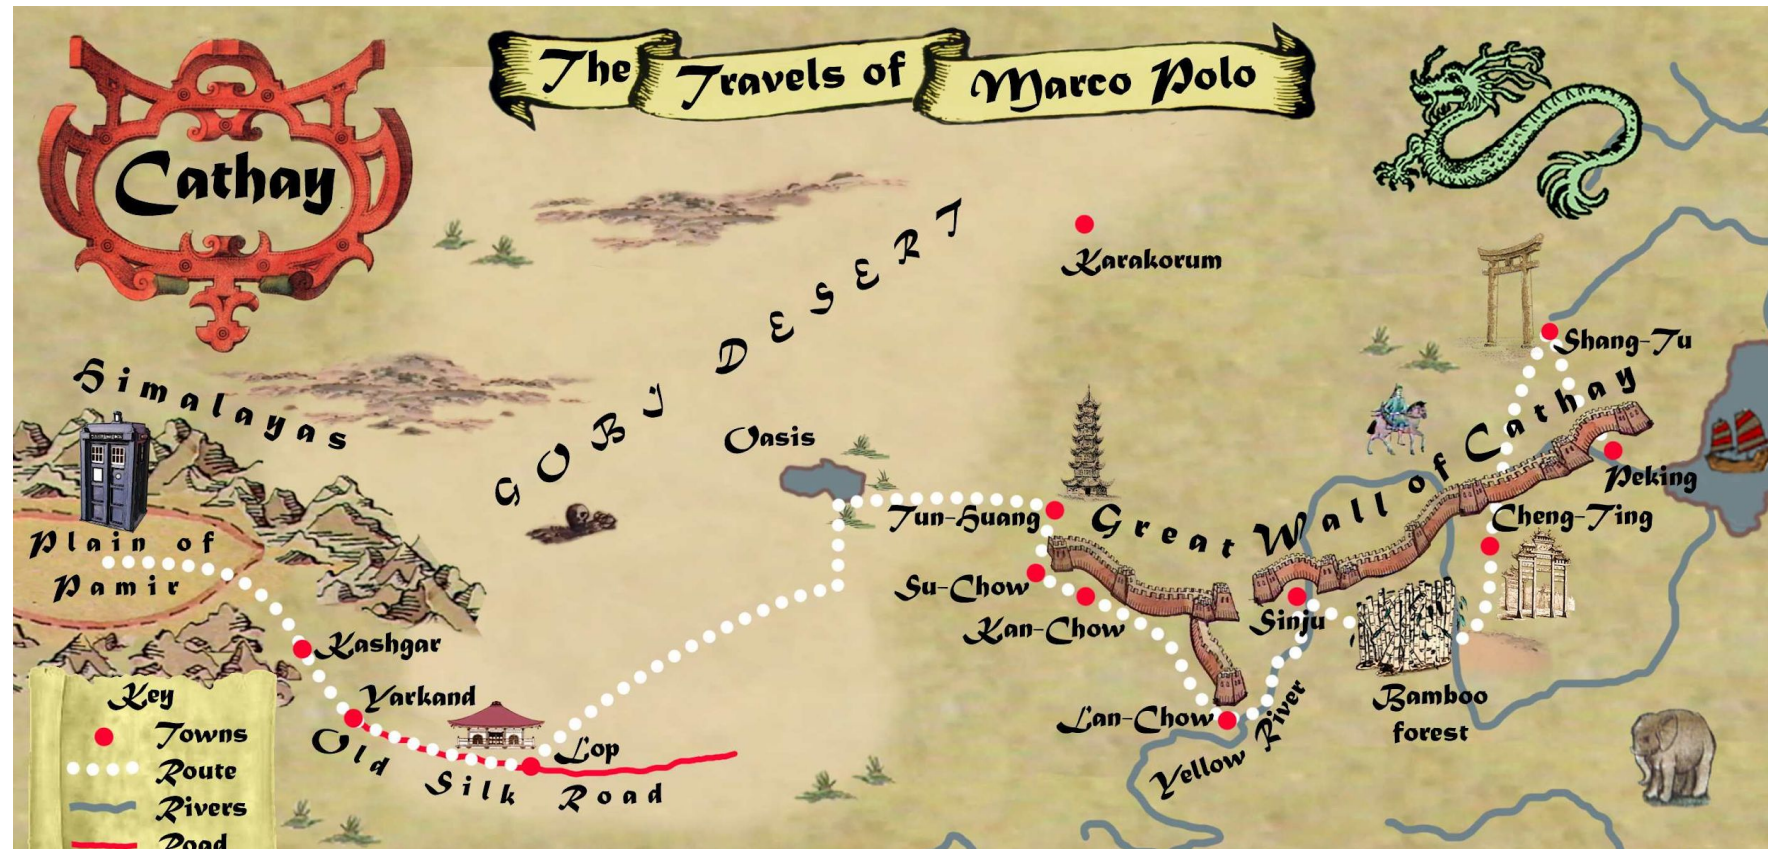 The Travels of Marco Polo
Cathay
Himalayas
GOBI DESERT
Karakorum
Shang-Tu
Oasis
Great Wall of Cathay
Peking
Tun-Huang
Cheng-Ting
Plain of
Pamir
Su-Chow
Kan-Chow
Sinju
Kashgar
Yarkand
Lop
Old Silk Road
Lan-Chow
Yellow River
Bamboo
forest
Key
Towns
Route
Rivers
Road